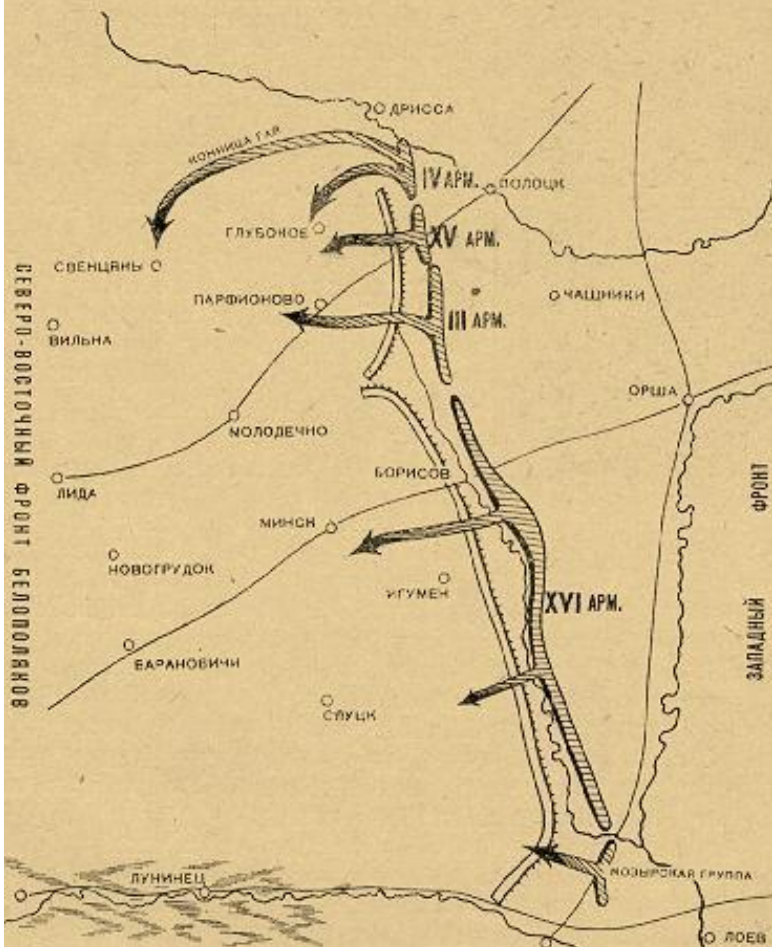 ДРИССА
КОННИЦА ГАЯ
IV АРМ.
ПОЛОЦК
ГЛУБОКОЕ
XV АРМ.
СВЕНЦЯНЫ
ПАРФИОНОВО
ЧАШНИКИ
ВИЛЬНА
III АРМ.
ОРША
МОЛОДЕЧНО
БОРИСОВ
ЛИДА
МИНСК
НОВОГРУДОК
ИГУМЕН
XVI АРМ.
БАРАНОВИЧИ
СЛУЦК
ЛУНИНЕЦ
МОЗЫРСКАЯ ГРУППА
ЛОЕВ
СЕВЕРО-ВОСТОЧНЫЙ ФРОНТ БЕЛОПОЛЯКОВ
ЗАПАДНЫЙ ФРОНТ